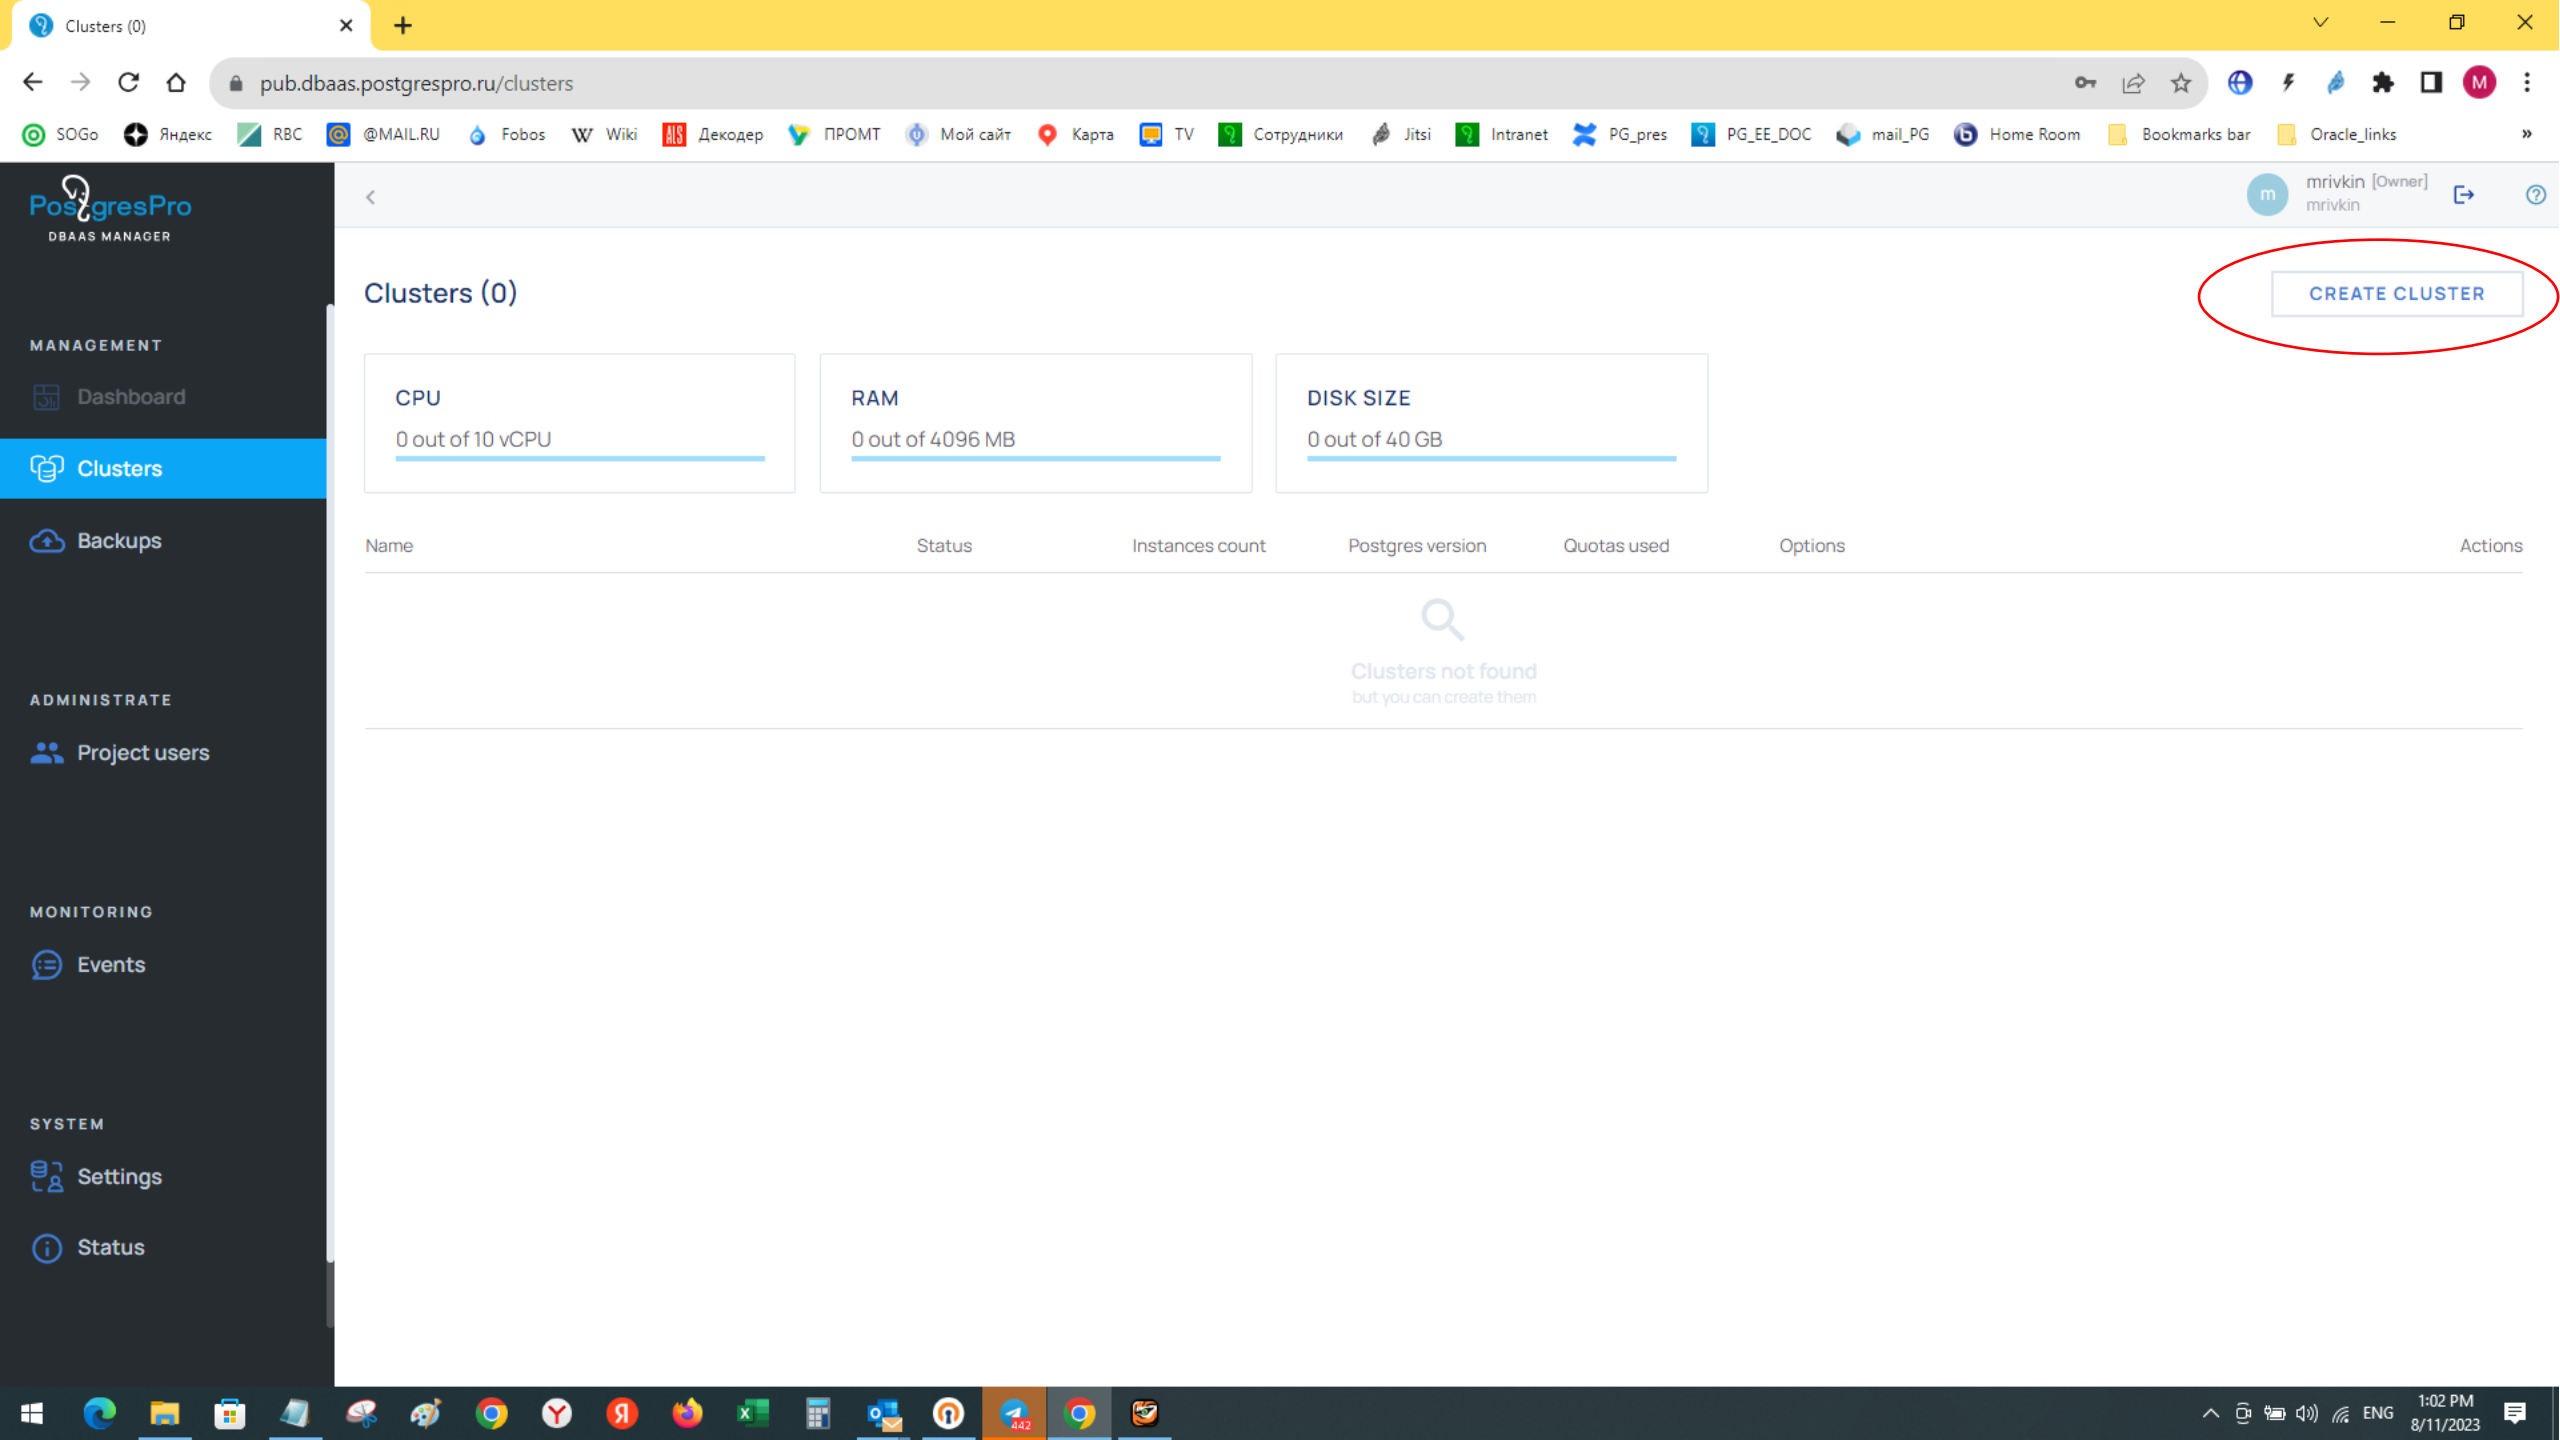 Clusters (0)
pub.dbaas.postgrespro.ru/clusters
M
SOGo Яндекс RBC @MAIL.RU Fobos Wiki Декодер ПРОМТ Мой сайт Карта TV Сотрудники Jitsi Intranet PG_pres PG_EE_DOC mail_PG Home Room Bookmarks bar Oracle_links »
PostgresPro
DBAAS MANAGER
m mrivkin [Owner]
mrivkin
Clusters (0)
CREATE CLUSTER
MANAGEMENT
Dashboard
Clusters
Backups
ADMINISTRATE
Project users
MONITORING
Events
SYSTEM
Settings
Status
CPU
0 out of 10 vCPU
RAM
0 out of 4096 MB
DISK SIZE
0 out of 40 GB
Name Status Instances count Postgres version Quotas used Options Actions
Clusters not found
but you can create them
442
ENG
1:02 PM
8/11/2023